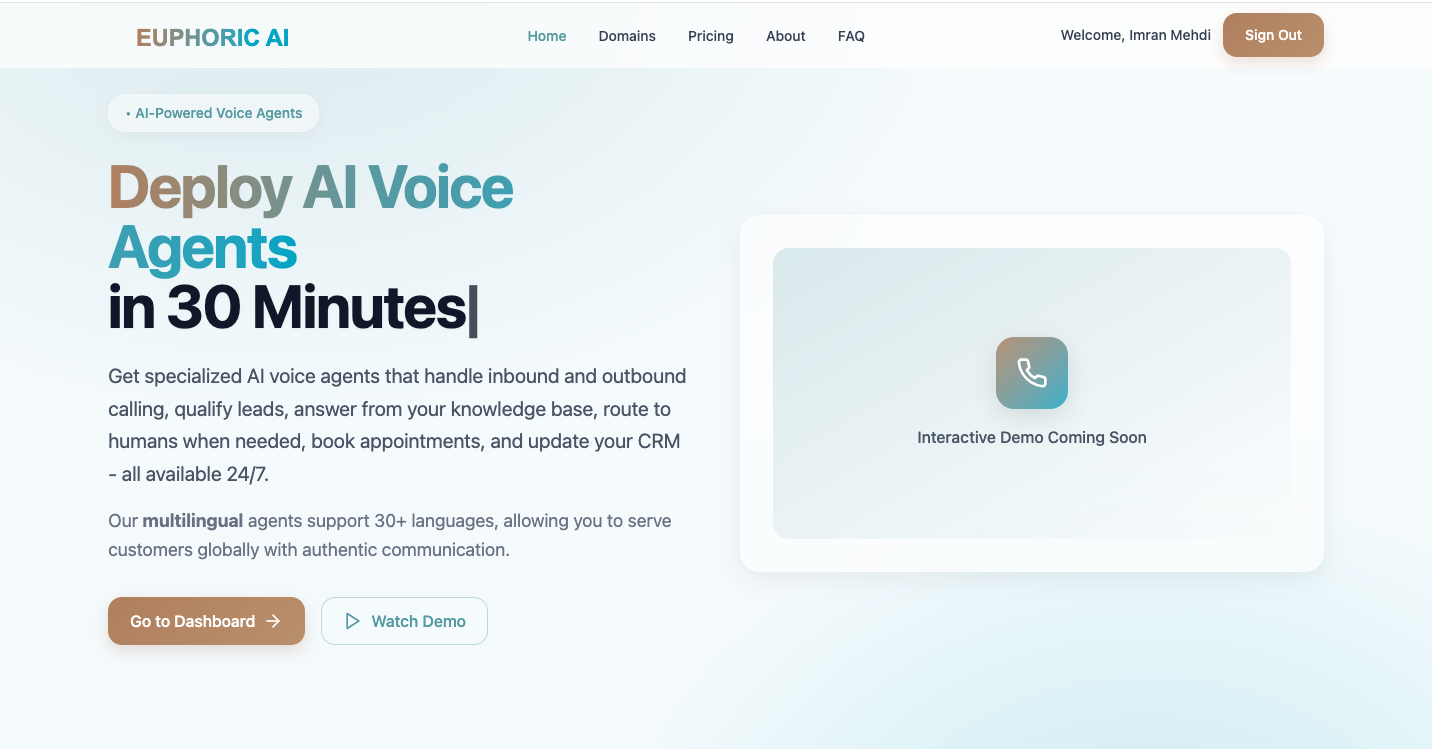 EUPHORIC AI
Home
Domains
Pricing
About
FAQ
Welcome, Imran Mehdi
Sign Out
• AI-Powered Voice Agents
Deploy AI Voice
Agents
in 30 Minutes|
Get specialized AI voice agents that handle inbound and outbound
calling, qualify leads, answer from your knowledge base, route to
humans when needed, book appointments, and update your CRM
- all available 24/7.
Our multilingual agents support 30+ languages, allowing you to serve
customers globally with authentic communication.
Go to Dashboard →
Watch Demo
Interactive Demo Coming Soon